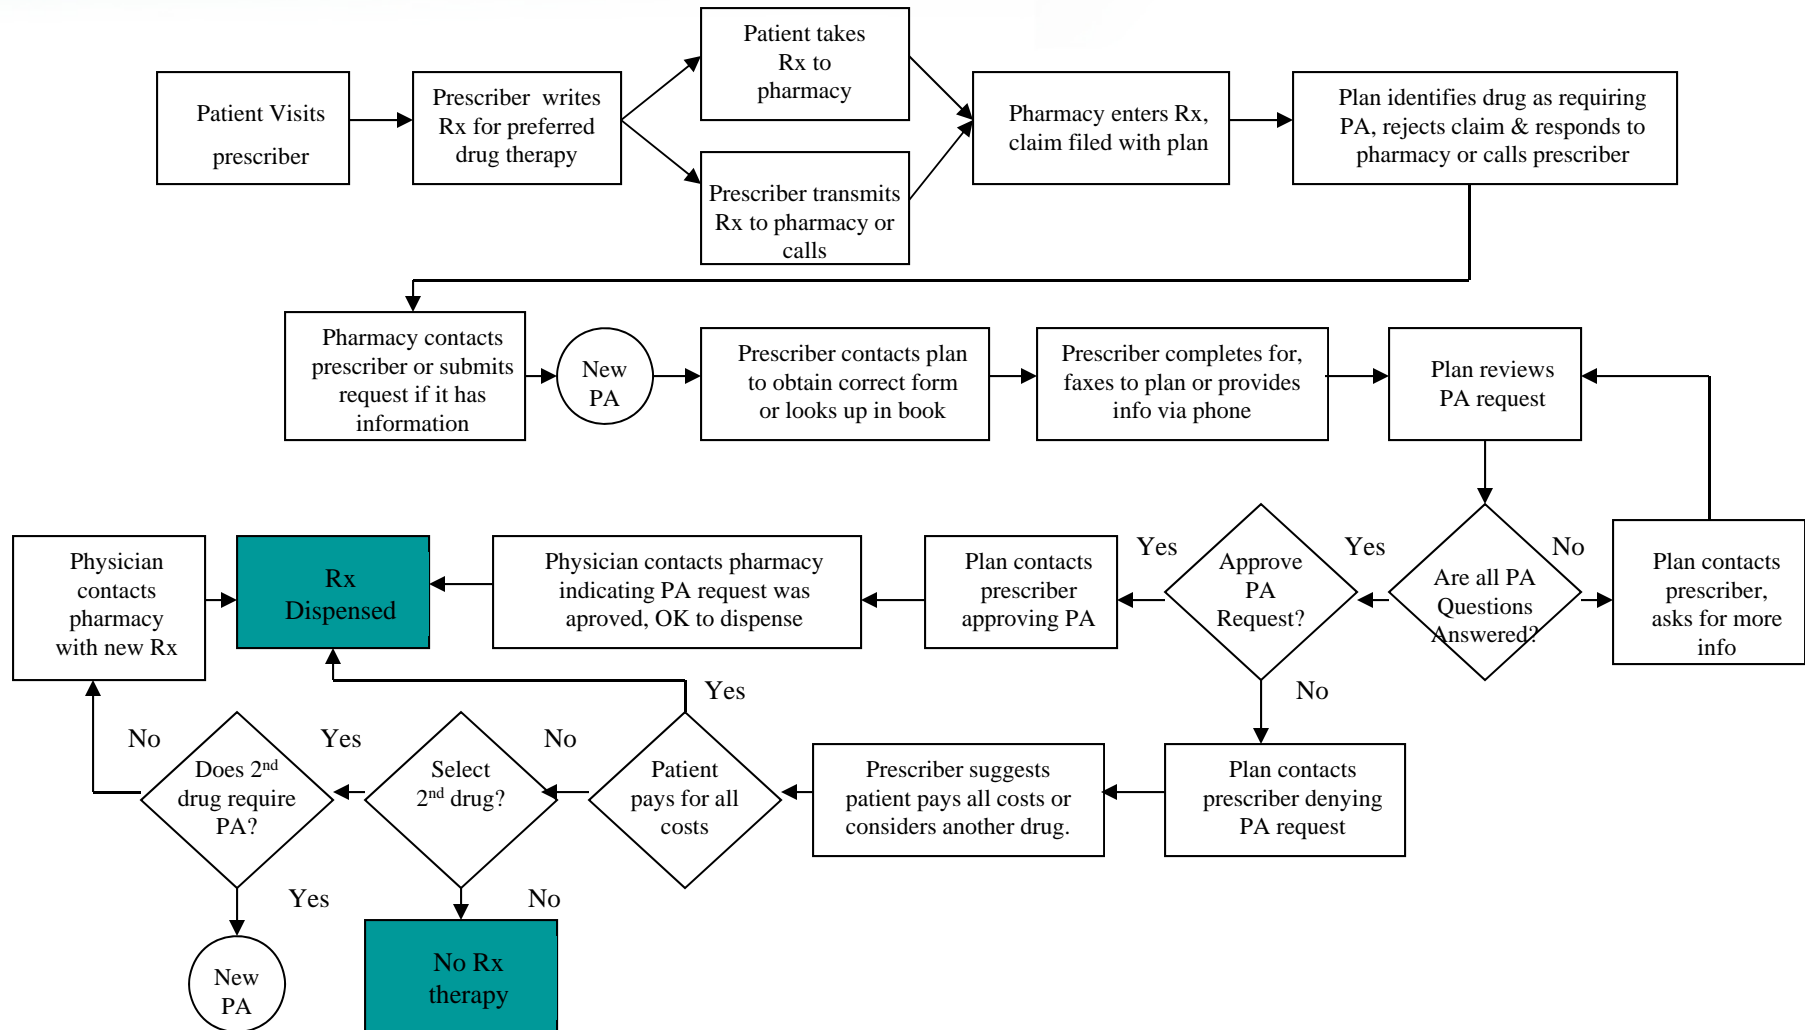 Patient Visits
prescriber
Prescriber writes
Rx for preferred
drug therapy
Patient takes
Rx to
pharmacy
Prescriber transmits
Rx to pharmacy or
calls
Pharmacy enters Rx,
claim filed with plan
Plan identifies drug as requiring
PA, rejects claim & responds to
pharmacy or calls prescriber
Pharmacy contacts
prescriber or submits
request if it has
information
New
PA
Prescriber contacts plan
to obtain correct form
or looks up in book
Prescriber completes for,
faxes to plan or provides
info via phone
Plan reviews
PA request
Are all PA
Questions
Answered?
No
Plan contacts
prescriber,
asks for more
info
Yes
Approve
PA
Request?
Yes
Plan contacts
prescriber
approving PA
Physician contacts pharmacy
indicating PA request was
aproved, OK to dispense
Rx
Dispensed
Physician
contacts
pharmacy
with new Rx
No
Plan contacts
prescriber denying
PA request
Prescriber suggests
patient pays all costs or
considers another drug.
Patient
pays for all
costs
Yes
No
Select
2nd drug?
Yes
Does 2nd
drug require
PA?
No
Yes
New
PA
No
No Rx
therapy